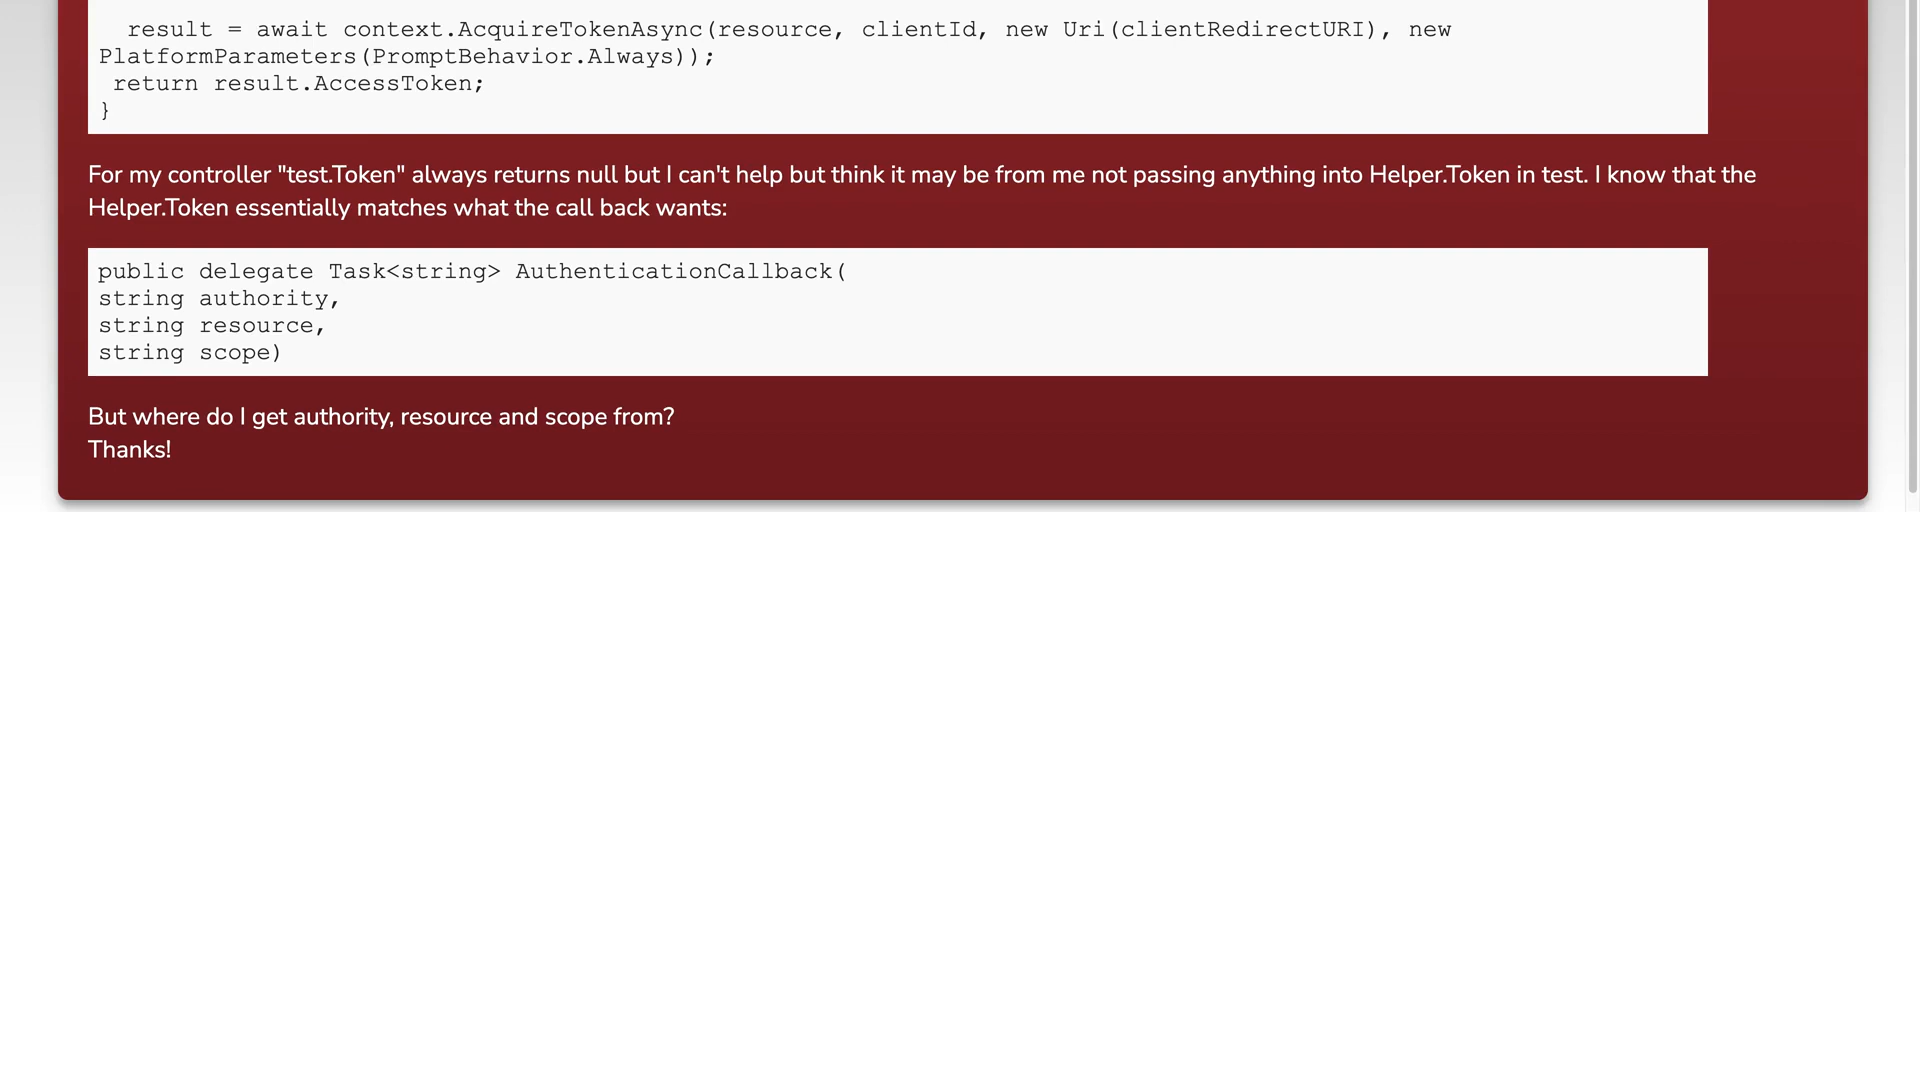 result = await context.AcquireTokenAsync(resource, clientId, new Uri(clientRedirectURI), new
PlatformParameters(PromptBehavior.Always));
return result.AccessToken;
}
For my controller "test.Token" always returns null but I can't help but think it may be from me not passing anything into Helper.Token in test. I know that the
Helper.Token essentially matches what the call back wants:
public delegate Task<string> AuthenticationCallback(
string authority,
string resource,
string scope)
But where do I get authority, resource and scope from?
Thanks!